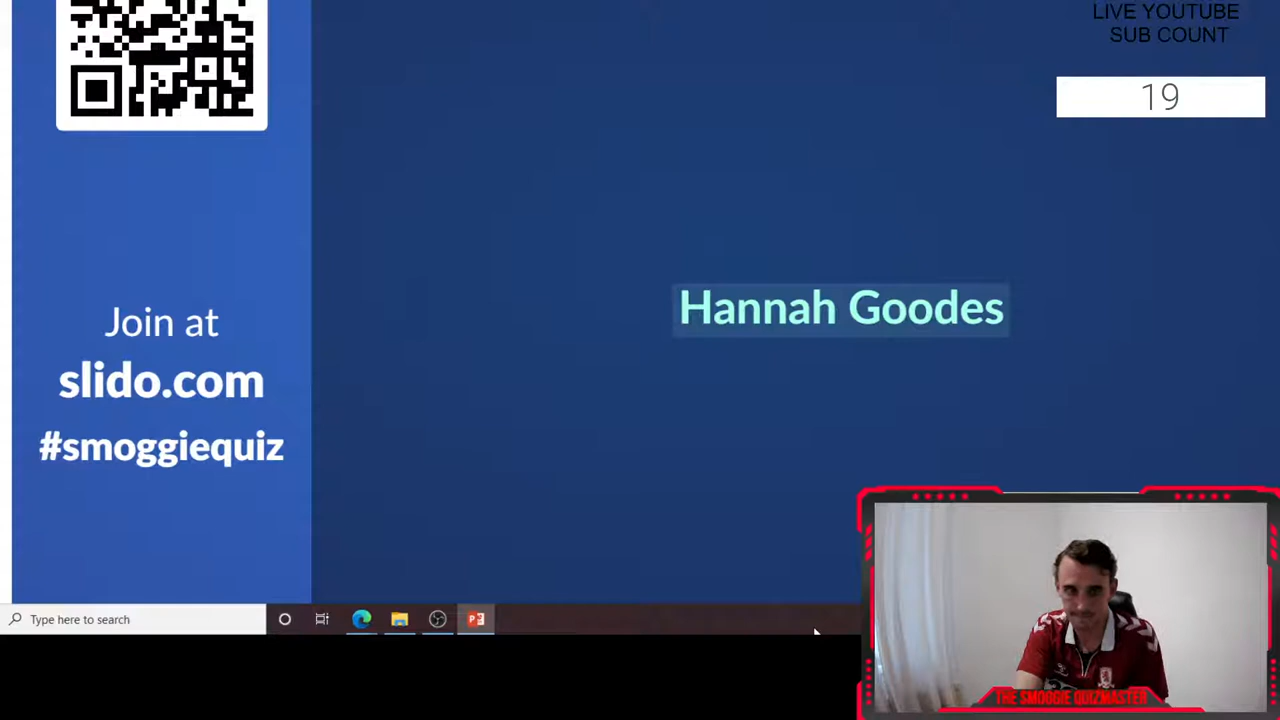 LIVE YOUTUBE
SUB COUNT
19
Hannah Goodes
Join at
slido.com
#smoggiequiz
Type here to search
THE SMOGGIE QUIZMASTER